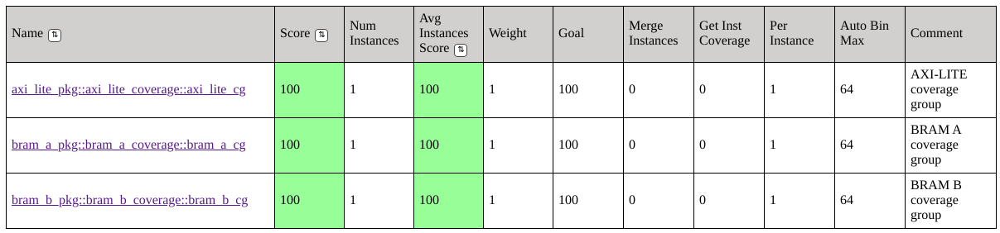 Name ⇅ Score ⇅ Num Instances Avg Instances Score ⇅ Weight Goal Merge Instances Get Inst Coverage Per Instance Auto Bin Max Comment
axi_lite_pkg::axi_lite_coverage::axi_lite_cg 100 1 100 1 100 0 0 1 64 AXI-LITE coverage group
bram_a_pkg::bram_a_coverage::bram_a_cg 100 1 100 1 100 0 0 1 64 BRAM A coverage group
bram_b_pkg::bram_b_coverage::bram_b_cg 100 1 100 1 100 0 0 1 64 BRAM B coverage group